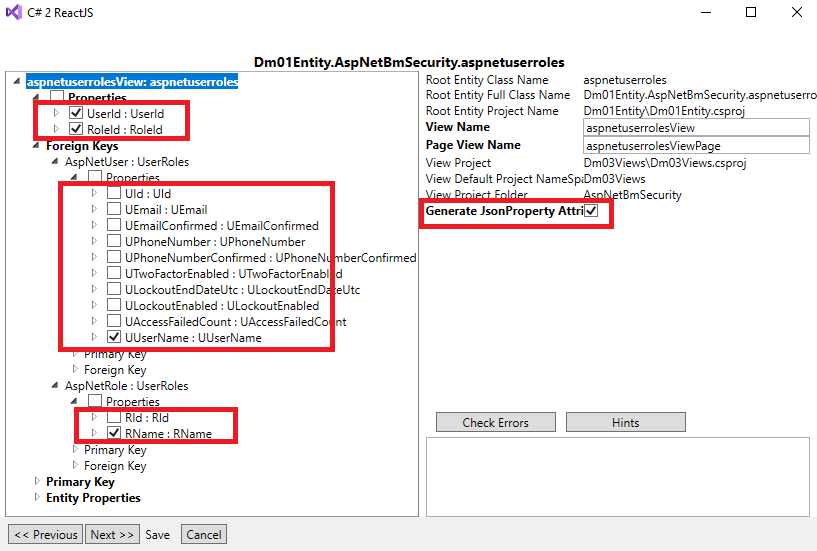 C# 2 ReactJS
Dm01Entity.AspNetBmSecurity.aspnetuserroles
aspnetuserrolesView: aspnetuserroles
Properties
UserId : UserId
RoleId : RoleId
Foreign Keys
AspNetUser : UserRoles
Properties
UId : UId
UEmail : UEmail
UEmailConfirmed : UEmailConfirmed
UPhoneNumber : UPhoneNumber
UPhoneNumberConfirmed : UPhoneNumberConfirmed
UTwoFactorEnabled : UTwoFactorEnabled
ULockoutEndDateUtc : ULockoutEndDateUtc
ULockoutEnabled : ULockoutEnabled
UAccessFailedCount : UAccessFailedCount
UUserName : UUserName
Primary Key
Foreign Key
AspNetRole : UserRoles
Properties
RId : RId
RName : RName
Primary Key
Foreign Key
Primary Key
Entity Properties
Root Entity Class Name aspnetuserroles
Root Entity Full Class Name Dm01Entity.AspNetBmSecurity.aspnetuserro
Root Entity Project Name Dm01Entity\Dm01Entity.csproj
View Name aspnetuserrolesView
Page View Name aspnetuserrolesViewPage
View Project Dm03Views\Dm03Views.csproj
View Default Project NameSpa Dm03Views
View Project Folder AspNetBmSecurity
Generate JsonProperty Attri
Check Errors Hints
<< Previous Next >> Save Cancel